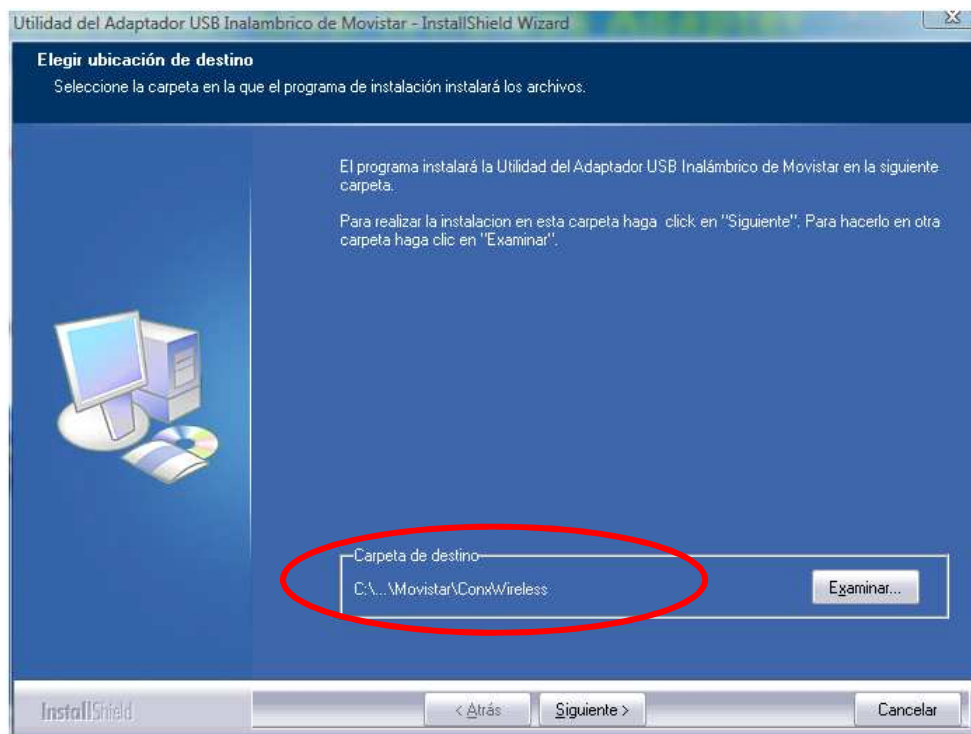 Utilidad del Adaptador USB Inalambrico de Movistar - InstallShield Wizard
Elegir ubicación de destino
Seleccione la carpeta en la que el programa de instalación instalará los archivos.
El programa instalará la Utilidad del Adaptador USB Inalámbrico de Movistar en la siguiente
carpeta.
Para realizar la instalacion en esta carpeta haga click en "Siguiente". Para hacerlo en otra
carpeta haga clic en "Examinar".
Carpeta de destino
C:\...\Movistar\ConxWireless
Examinar...
InstallShield
< Atrás
Siguiente >
Cancelar